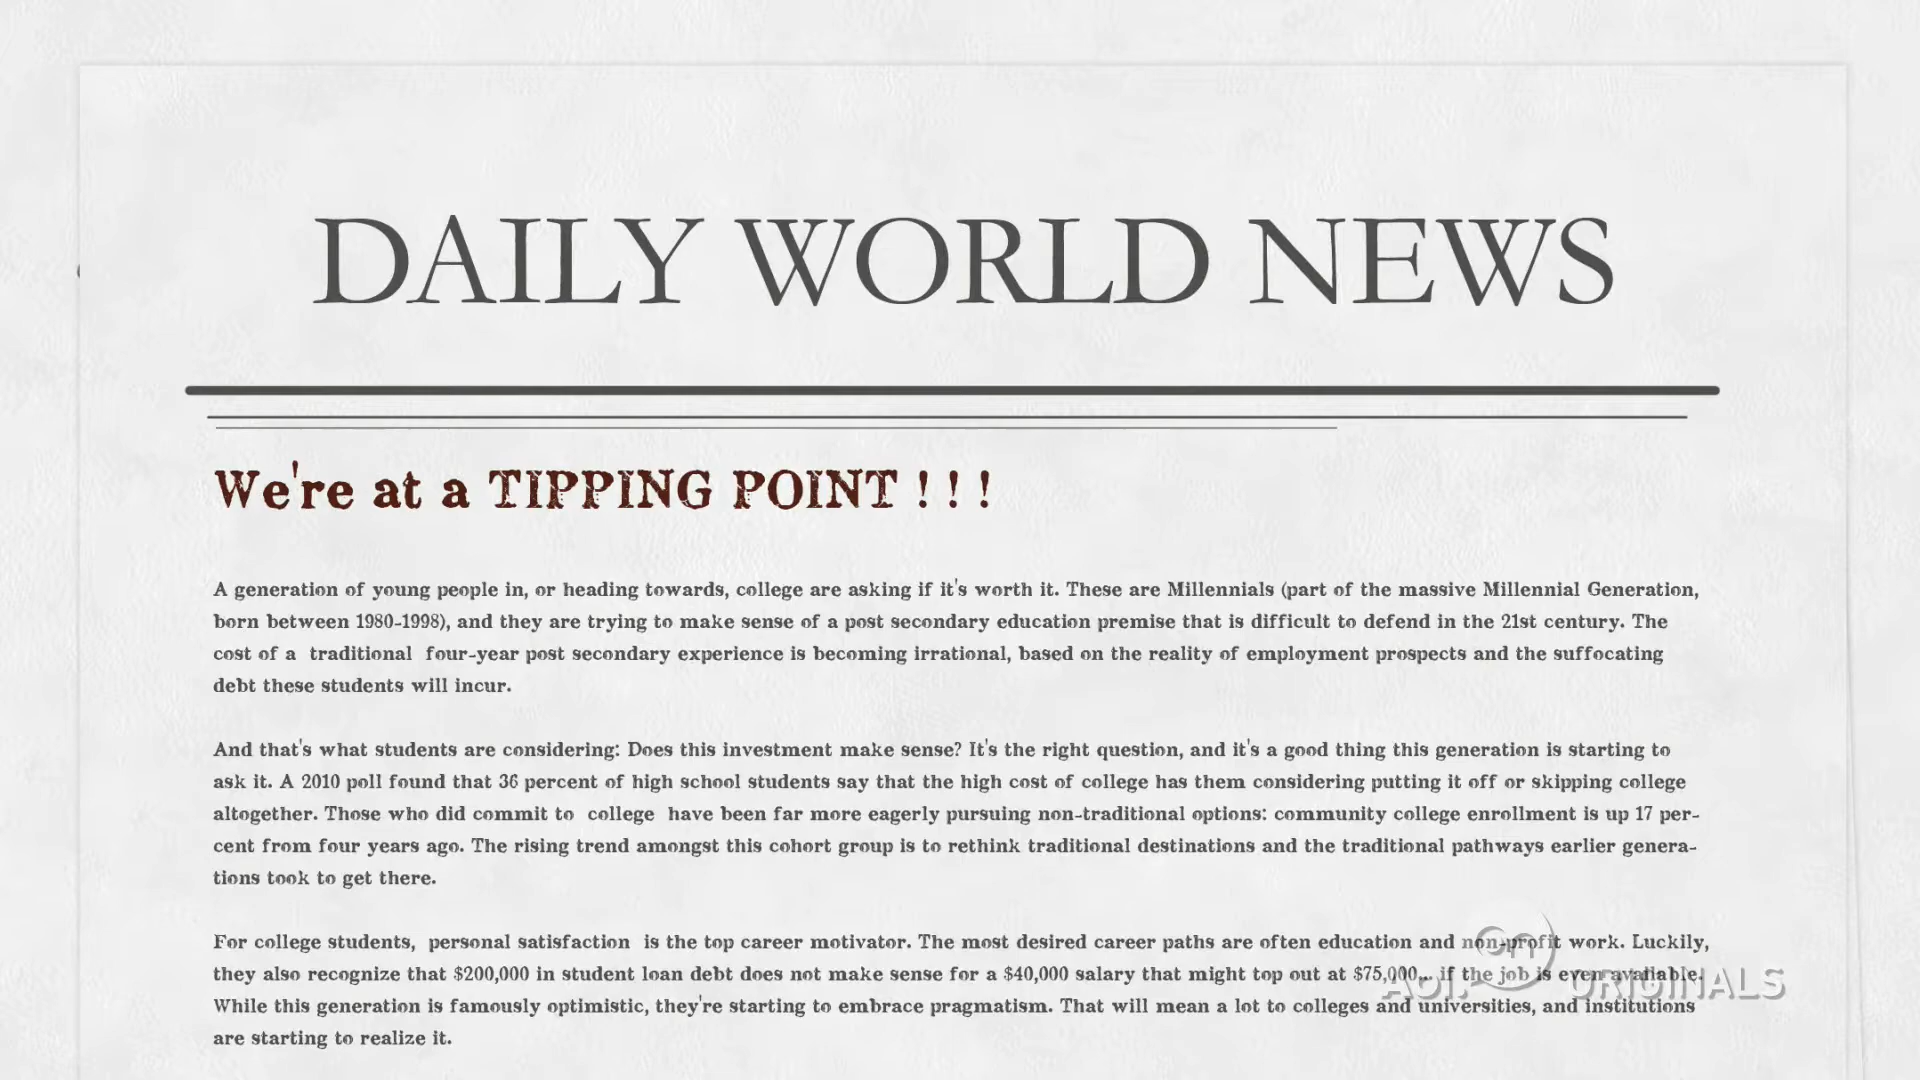 DAILY WORLD NEWS
We're at a TIPPING POINT ! ! !
A generation of young people in, or heading towards, college are asking if it's worth it. These are Millennials (part of the massive Millennial Generation,
born between 1980-1998), and they are trying to make sense of a post secondary education premise that is difficult to defend in the 21st century. The
cost of a traditional four-year post secondary experience is becoming irrational, based on the reality of employment prospects and the suffocating
debt these students will incur.
And that's what students are considering: Does this investment make sense? It's the right question, and it's a good thing this generation is starting to
ask it. A 2010 poll found that 36 percent of high school students say that the high cost of college has them considering putting it off or skipping college
altogether. Those who did commit to college have been far more eagerly pursuing non-traditional options: community college enrollment is up 17 per-
cent from four years ago. The rising trend amongst this cohort group is to rethink traditional destinations and the traditional pathways earlier genera-
tions took to get there.
For college students, personal satisfaction is the top career motivator. The most desired career paths are often education and non-profit work. Luckily,
they also recognize that $200,000 in student loan debt does not make sense for a $40,000 salary that might top out at $75,000... if the job is even available.
While this generation is famously optimistic, they're starting to embrace pragmatism. That will mean a lot to colleges and universities, and institutions
are starting to realize it.
Aol. On ORIGINALS